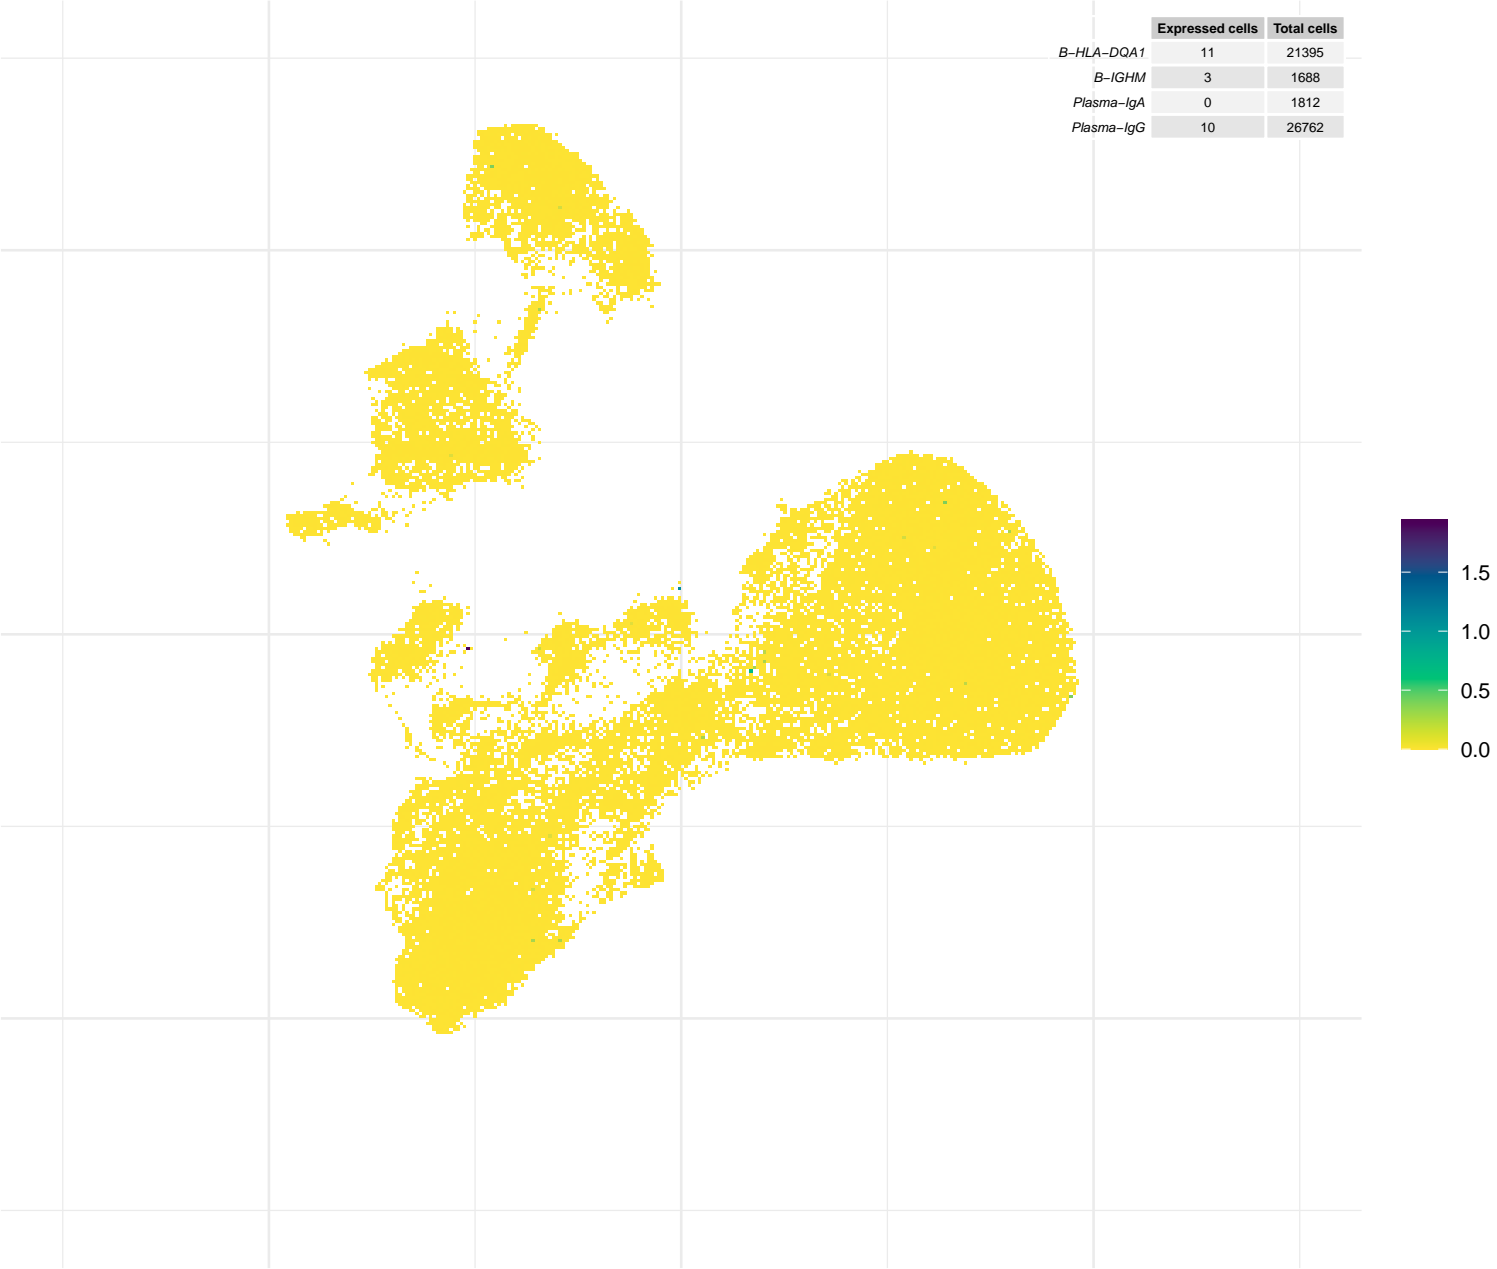 Expressed cells Total cells
B−HLA−DQA1 11 21395
B−IGHM 3 1688
Plasma−IgA 0 1812
Plasma−IgG 10 26762
1.5
1.0
0.5
0.0